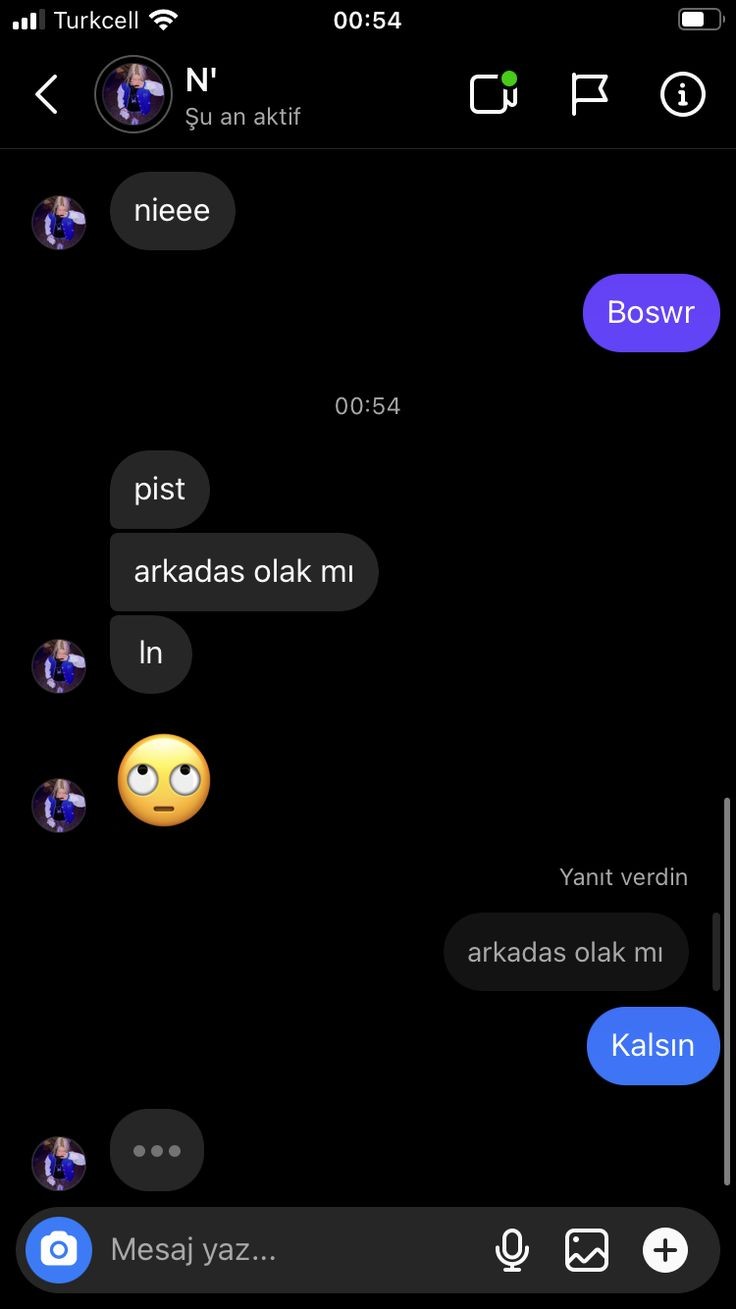 Turkcell 00:54
N'
Şu an aktif
nieee
Boswr
00:54
pist
arkadas olak mı
ln
Yanıt verdin
arkadas olak mı
Kalsın
Mesaj yaz...